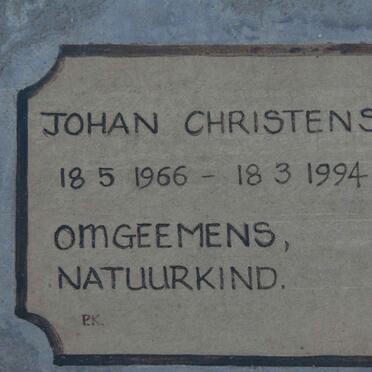 JOHAN CHRISTENS
18 5 1966 – 18 3 1994
OMGEEMENS,
NATUURKIND.
P.K.